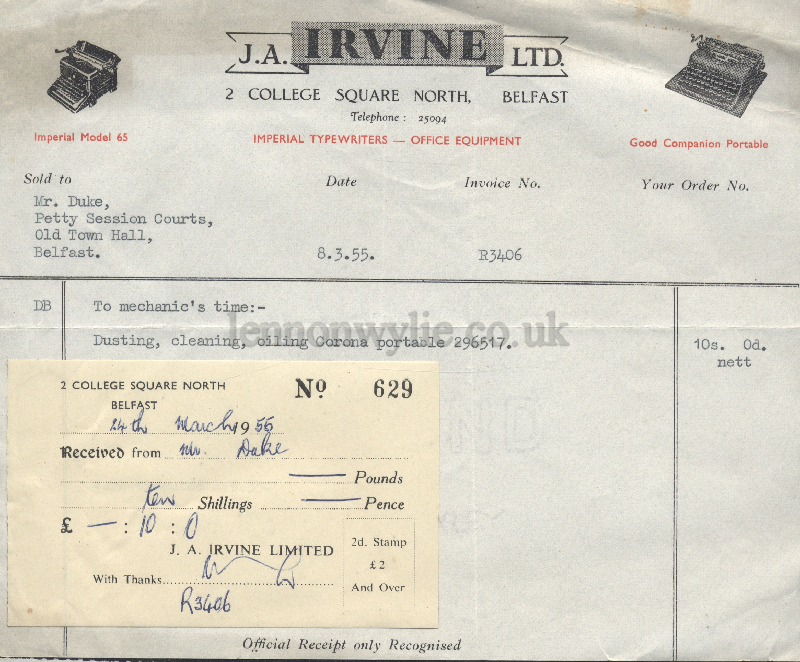 J.A. IRVINE LTD.
2 COLLEGE SQUARE NORTH, BELFAST
Telephone : 25094
Imperial Model 65
IMPERIAL TYPEWRITERS — OFFICE EQUIPMENT
Good Companion Portable
Sold to
Date
Invoice No.
Your Order No.
Mr. Duke,
Petty Session Courts,
Old Town Hall,
Belfast.
8.3.55.
R3406
DB
To mechanic's time:-
lennonwylie.co.uk
Dusting, cleaning, oiling Corona portable 296517.
10s. 0d.
nett
2 COLLEGE SQUARE NORTH
BELFAST
Nº 629
24th March 1955
Received from Mr. Duke
— Pounds
ten Shillings — Pence
£ — : 10 : 0
J. A. IRVINE LIMITED
With Thanks
R3406
2d. Stamp
£2
And Over
Official Receipt only Recognised